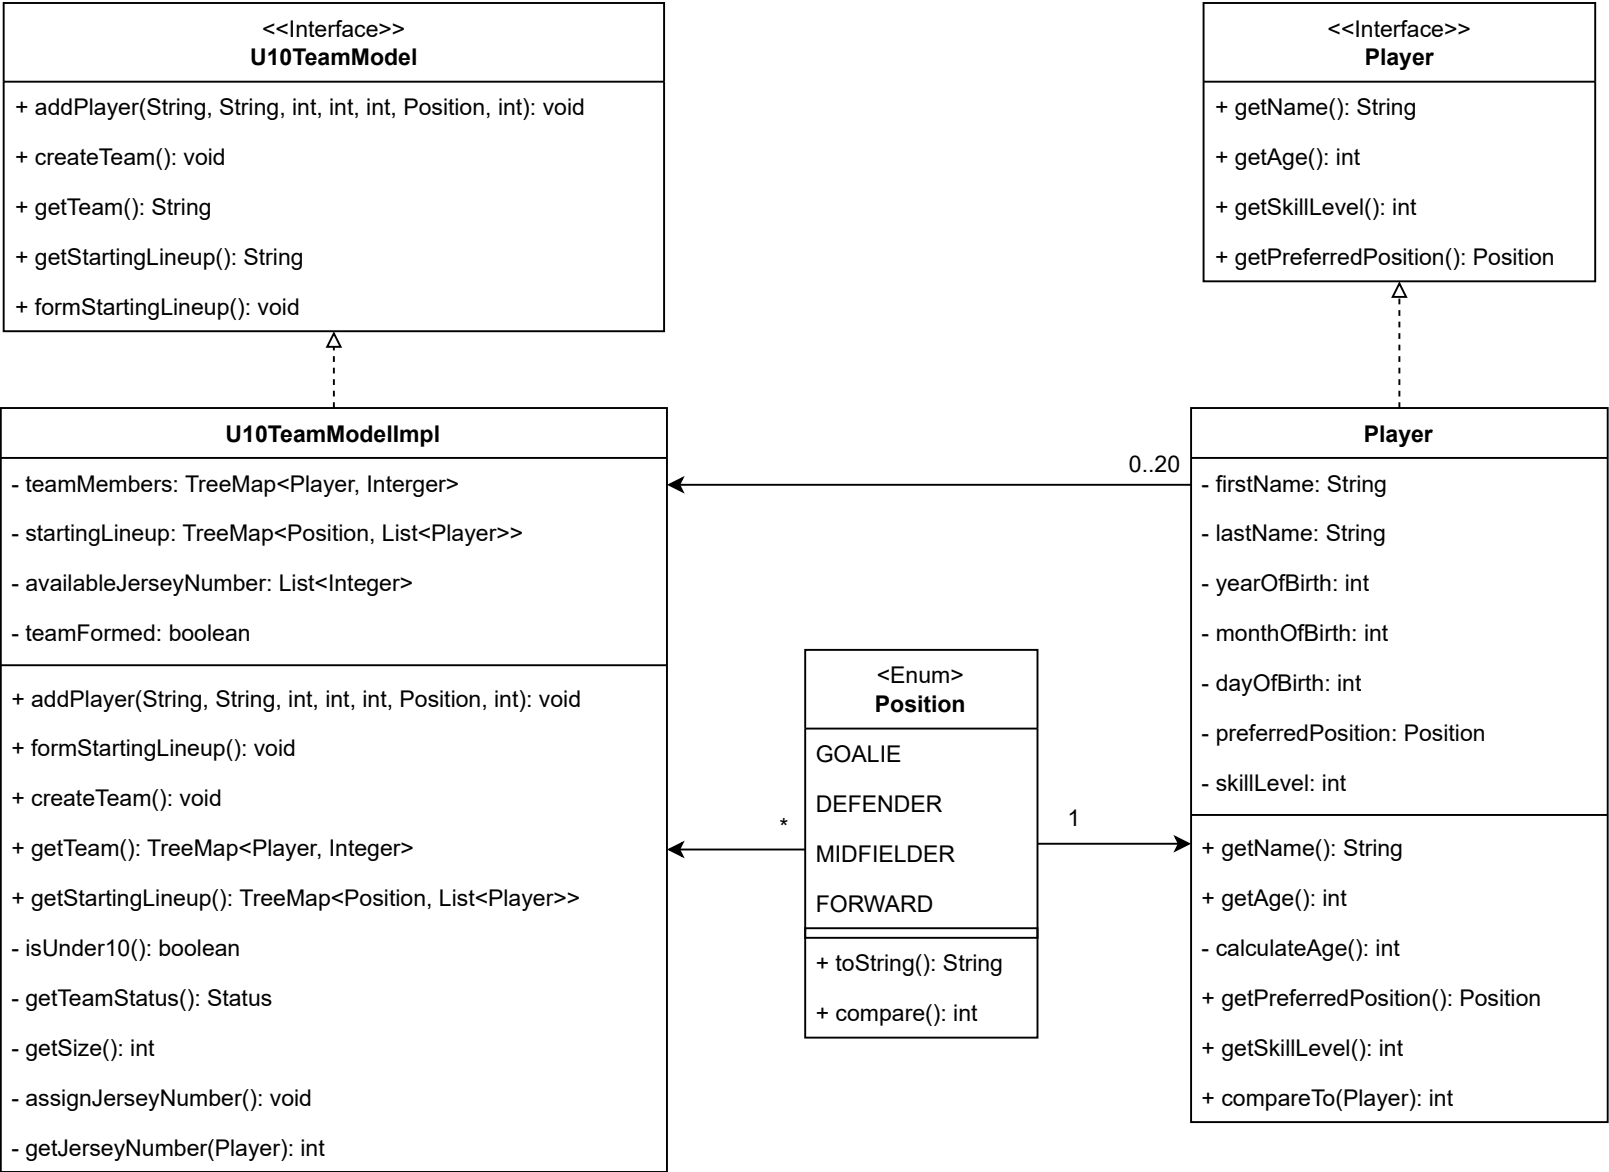 <<Interface>>
U10TeamModel
+ addPlayer(String, String, int, int, int, Position, int): void
+ createTeam(): void
+ getTeam(): String
+ getStartingLineup(): String
+ formStartingLineup(): void
<<Interface>>
Player
+ getName(): String
+ getAge(): int
+ getSkillLevel(): int
+ getPreferredPosition(): Position
U10TeamModelImpl
- teamMembers: TreeMap<Player, Interger>
- startingLineup: TreeMap<Position, List<Player>>
- availableJerseyNumber: List<Integer>
- teamFormed: boolean
+ addPlayer(String, String, int, int, int, Position, int): void
+ formStartingLineup(): void
+ createTeam(): void
+ getTeam(): TreeMap<Player, Integer>
+ getStartingLineup(): TreeMap<Position, List<Player>>
- isUnder10(): boolean
- getTeamStatus(): Status
- getSize(): int
- assignJerseyNumber(): void
- getJerseyNumber(Player): int
0..20
*
<Enum>
Position
GOALIE
DEFENDER
MIDFIELDER
FORWARD
+ toString(): String
+ compare(): int
1
Player
- firstName: String
- lastName: String
- yearOfBirth: int
- monthOfBirth: int
- dayOfBirth: int
- preferredPosition: Position
- skillLevel: int
+ getName(): String
+ getAge(): int
- calculateAge(): int
+ getPreferredPosition(): Position
+ getSkillLevel(): int
+ compareTo(Player): int